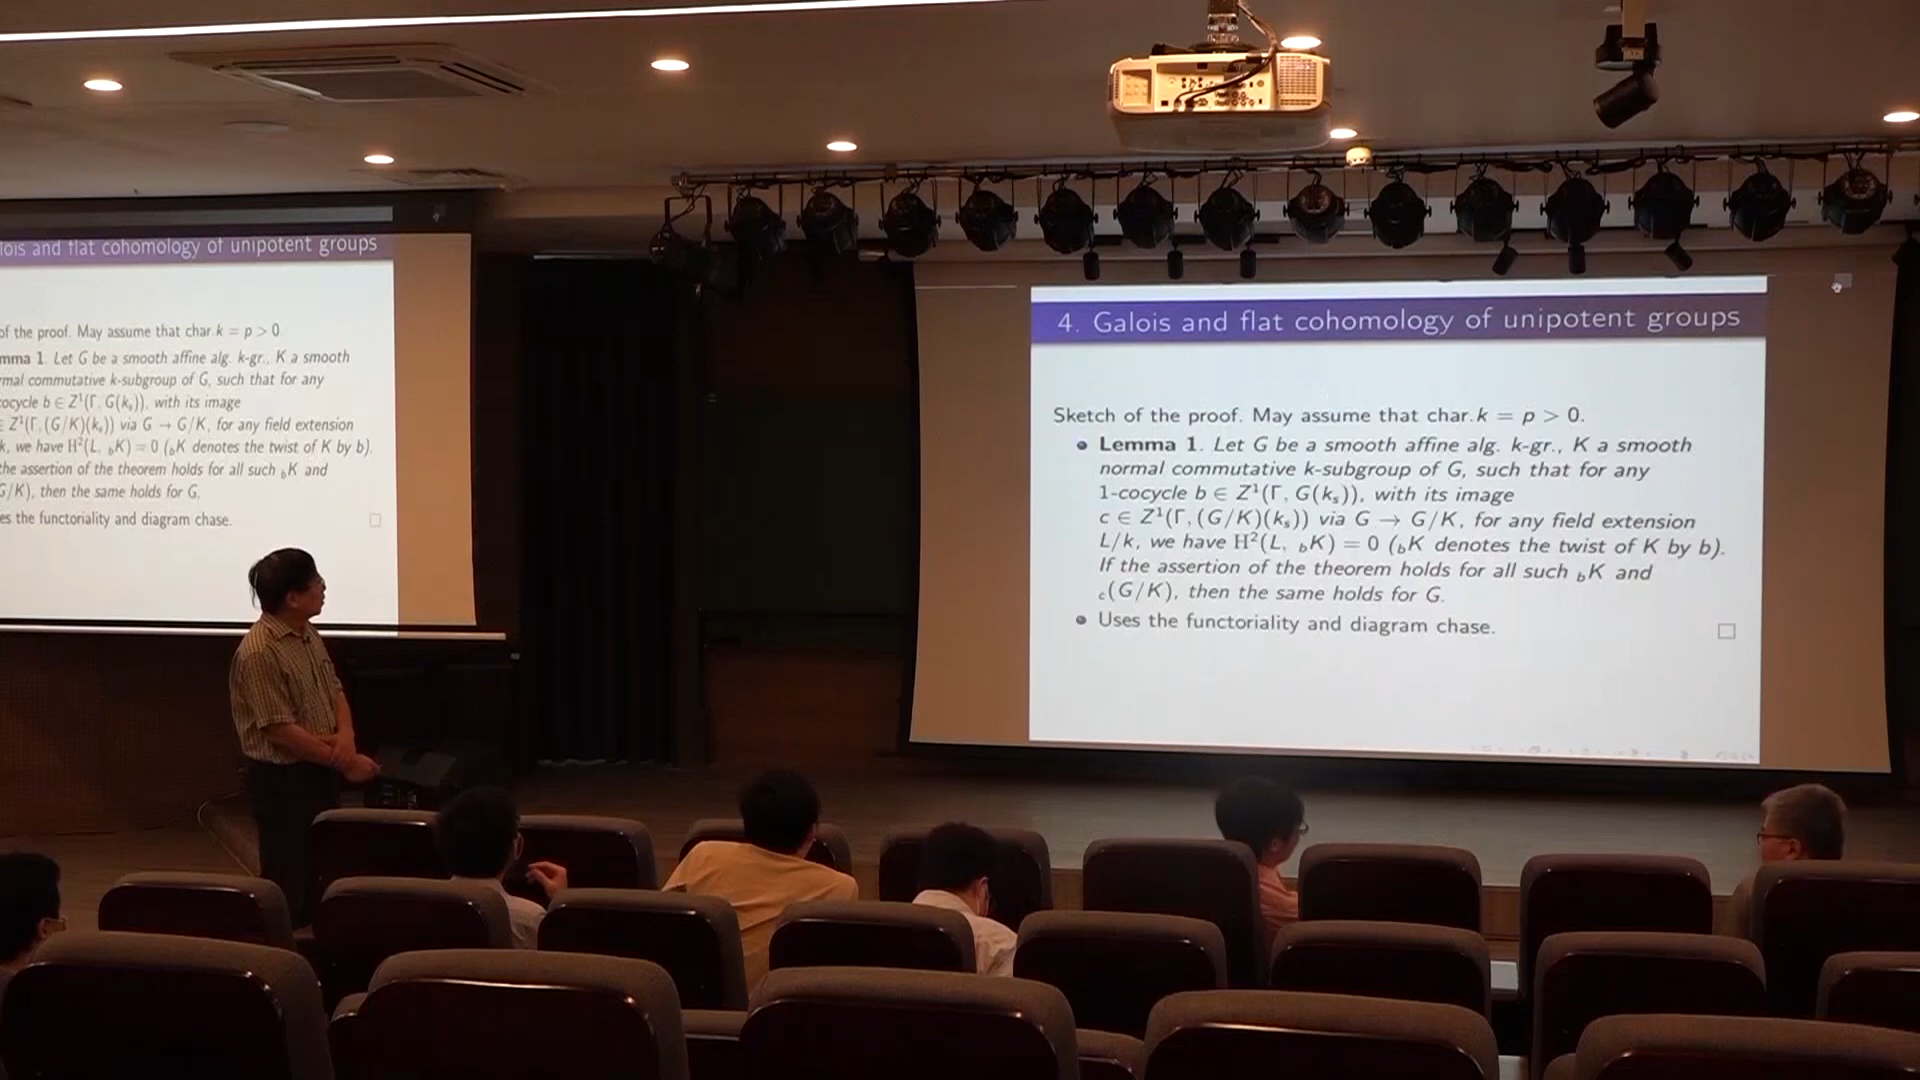 lois and flat cohomology of unipotent groups
of the proof. May assume that char k = p > 0.
mma 1. Let G be a smooth affine alg. k-gr., K a smooth
rmal commutative k-subgroup of G, such that for any
cocycle b ∈ Z¹(Γ, G(kₛ)), with its image
∈ Z¹(Γ, (G/K)(kₛ)) via G → G/K, for any field extension
k, we have H²(L, ᵦK) = 0 (ᵦK denotes the twist of K by b).
the assertion of the theorem holds for all such ᵦK and
G/K), then the same holds for G.
es the functoriality and diagram chase.
□
4. Galois and flat cohomology of unipotent groups
Sketch of the proof. May assume that char.k = p > 0.
• Lemma 1. Let G be a smooth affine alg. k-gr., K a smooth
normal commutative k-subgroup of G, such that for any
1-cocycle b ∈ Z¹(Γ, G(kₛ)), with its image
c ∈ Z¹(Γ, (G/K)(kₛ)) via G → G/K, for any field extension
L/k, we have H²(L, _bK) = 0 (_bK denotes the twist of K by b).
If the assertion of the theorem holds for all such _bK and
_c(G/K), then the same holds for G.
• Uses the functoriality and diagram chase.
□